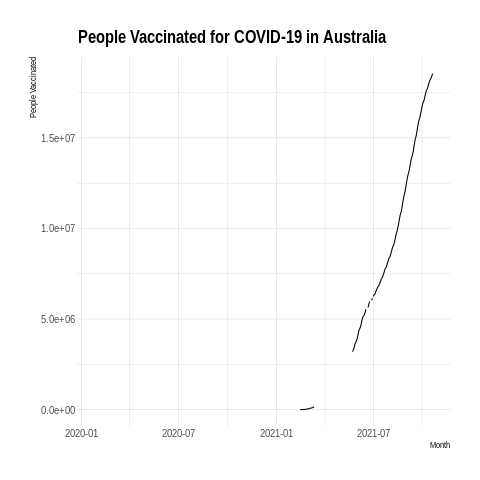 People Vaccinated for COVID-19 in Australia
People Vaccinated
1.5e+07
1.0e+07
5.0e+06
0.0e+00
2020-01 2020-07 2021-01 2021-07
Month